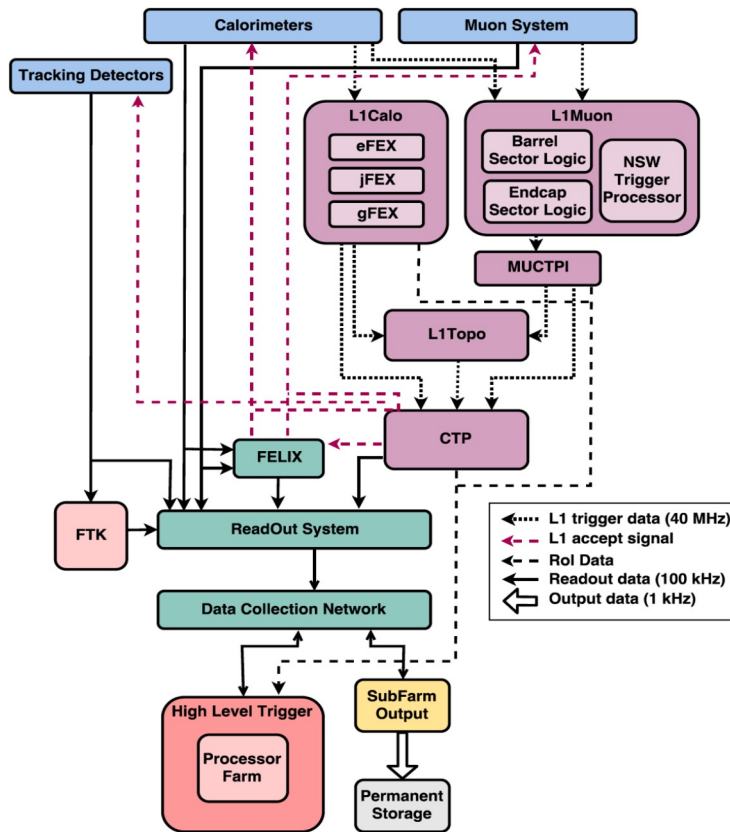 Calorimeters
Muon System
Tracking Detectors
L1Calo
eFEX
jFEX
gFEX
L1Muon
Barrel
Sector Logic
Endcap
Sector Logic
NSW
Trigger
Processor
MUCTPI
L1Topo
CTP
FELIX
FTK
ReadOut System
Data Collection Network
High Level Trigger
Processor
Farm
SubFarm
Output
Permanent
Storage
L1 trigger data (40 MHz)
L1 accept signal
RoI Data
Readout data (100 kHz)
Output data (1 kHz)